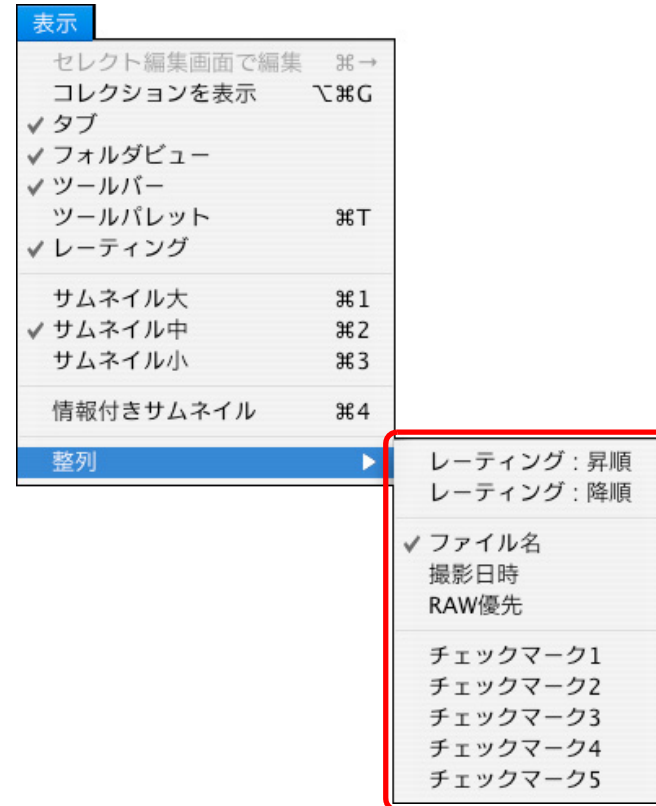 表示
セレクト編集画面で編集 ⌘→
コレクションを表示 ⌥⌘G
✓ タブ
✓ フォルダビュー
✓ ツールバー
ツールパレット ⌘T
✓ レーティング
サムネイル大 ⌘1
✓ サムネイル中 ⌘2
サムネイル小 ⌘3
情報付きサムネイル ⌘4
整列 ▶
レーティング : 昇順
レーティング : 降順
✓ ファイル名
撮影日時
RAW優先
チェックマーク1
チェックマーク2
チェックマーク3
チェックマーク4
チェックマーク5